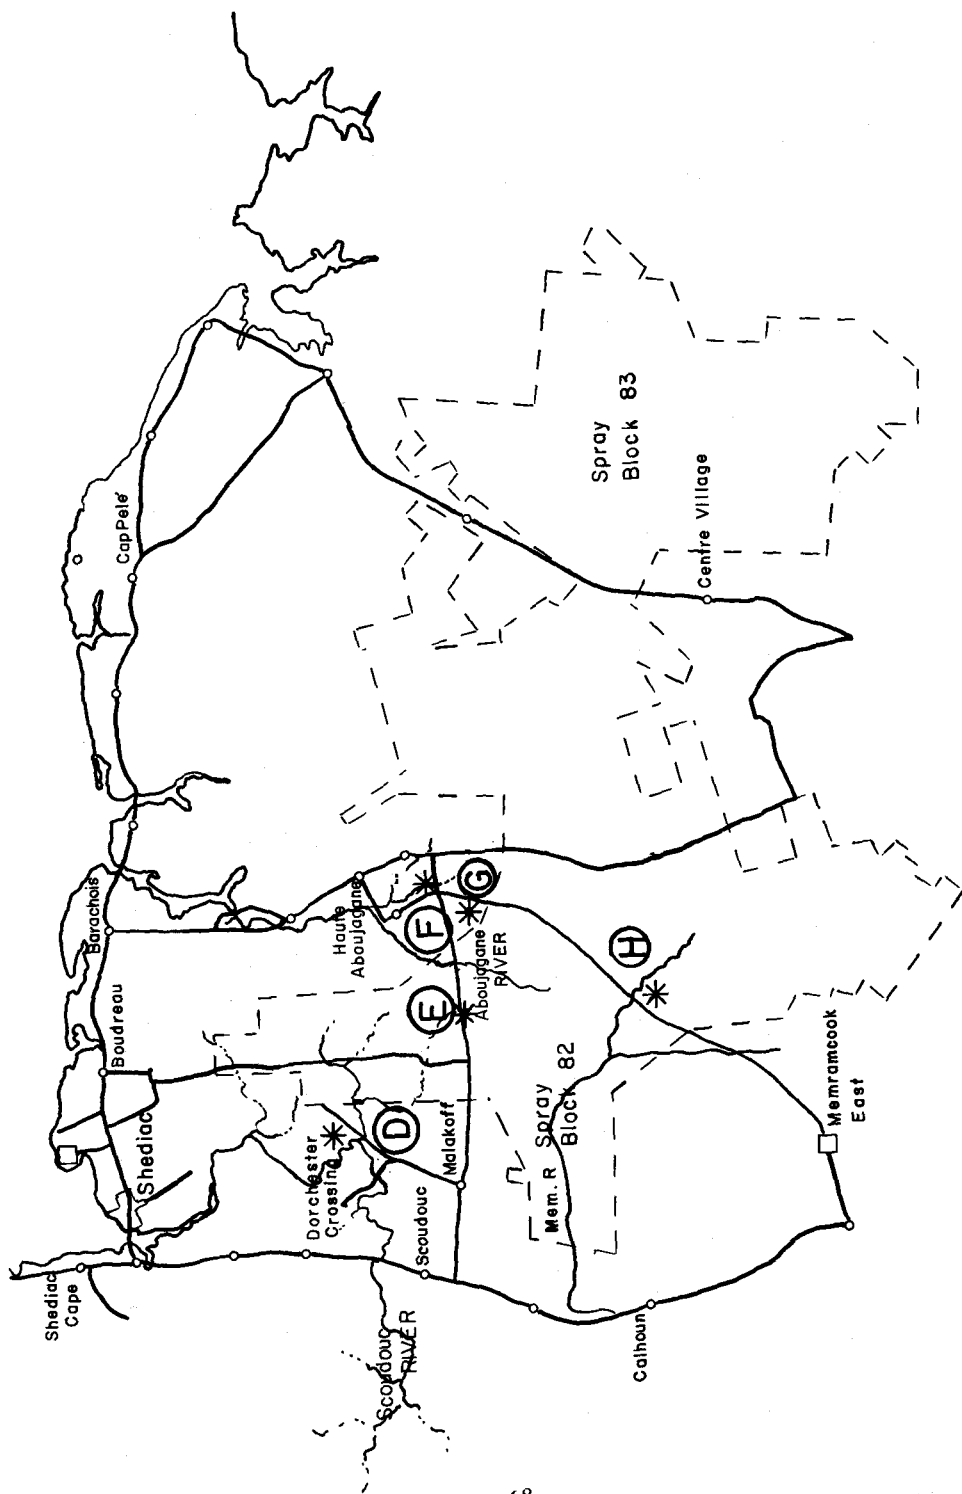 Shediac
Cape
Shediac
Boudreau
Barachois
Cap Pelé
Dorchester
Crossing
Haute
Aboujagane
Scoudouc
RIVER
Scoudouc
Malakoff
D
E
F
G
H
Aboujagane
RIVER
Mem. R
Spray
Block 82
Spray
Block 83
Centre Village
Calhoun
Memramcook
East